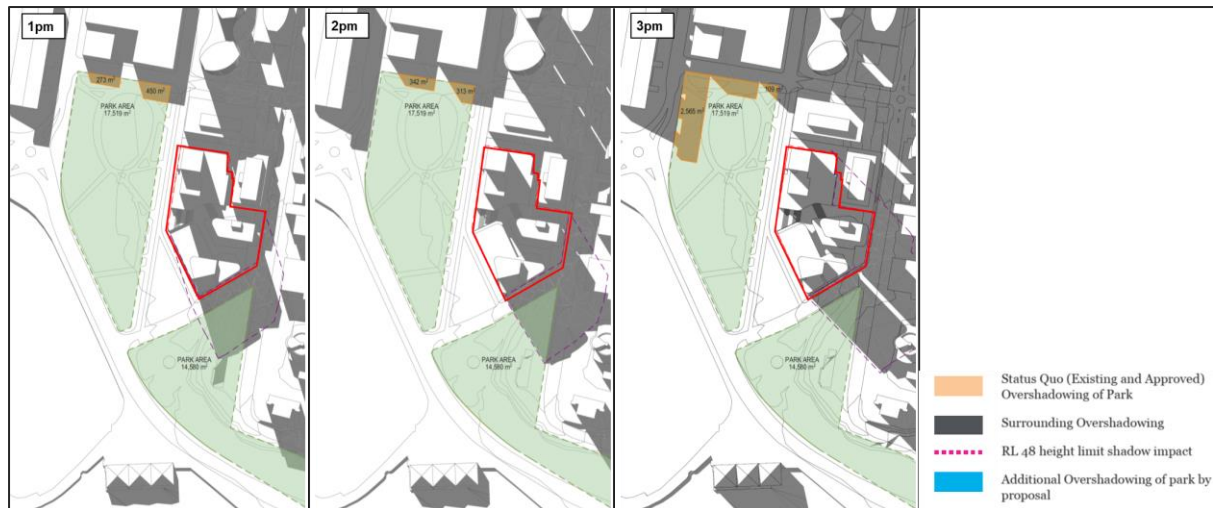 1pm
273 m²
450 m²
PARK AREA
17,519 m²
PARK AREA
14,580 m²
2pm
342 m²
315 m²
PARK AREA
17,519 m²
PARK AREA
14,580 m²
3pm
2,565 m²
109 m²
PARK AREA
17,519 m²
PARK AREA
14,580 m²
Status Quo (Existing and Approved)
Overshadowing of Park
Surrounding Overshadowing
RL 48 height limit shadow impact
Additional Overshadowing of park by
proposal